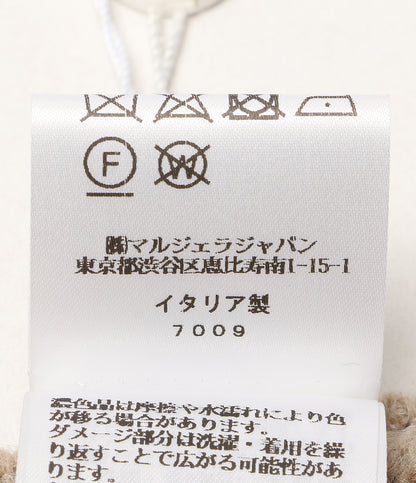 F
W
㈱マルジェラジャパン
東京都渋谷区恵比寿南1-15-1
イタリア製
7009
濃色品は摩擦や水濡れにより色
が移る場合があります。
ダメージ部分は洗濯・着用を繰
り返すことで広がる可能性があ
ります。